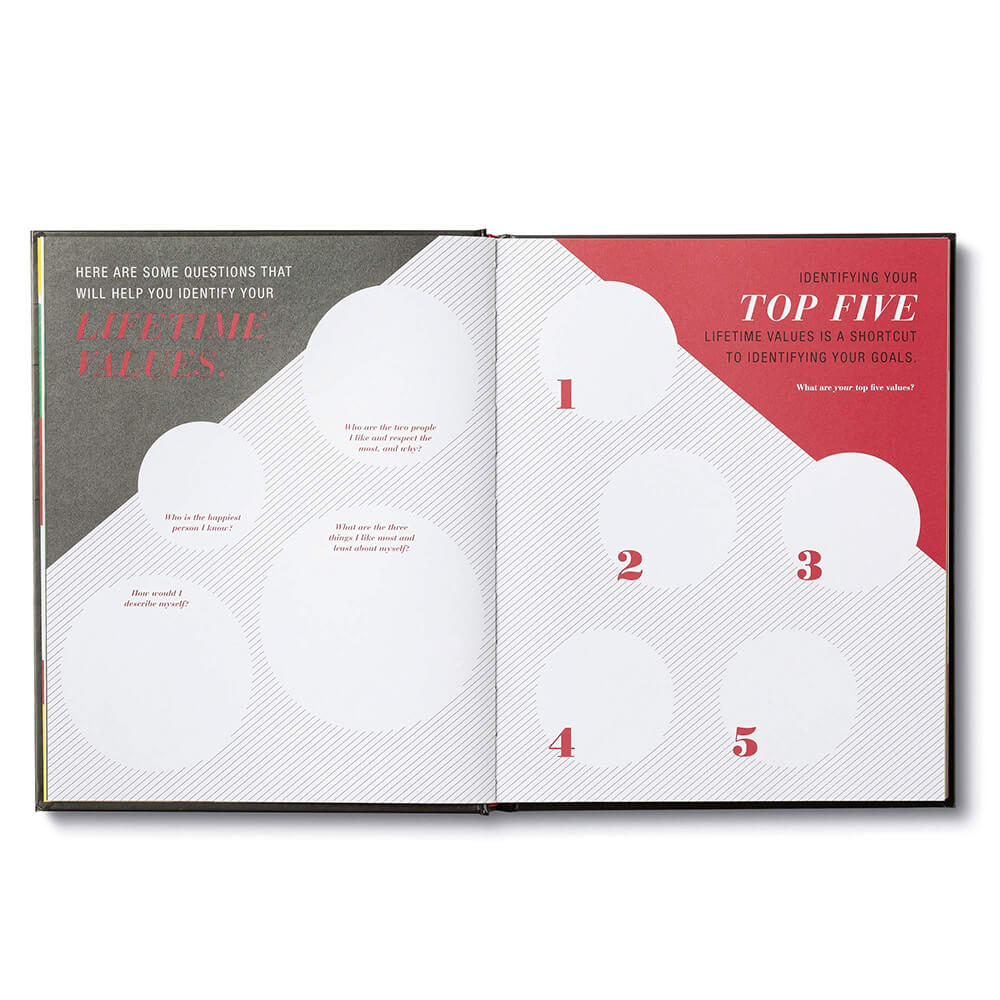 HERE ARE SOME QUESTIONS THAT
WILL HELP YOU IDENTIFY YOUR
LIFETIME
VALUES.
Who are the two people
I like and respect the
most, and why?
Who is the happiest
person I know?
What are the three
things I like most and
least about myself?
How would I
describe myself?
IDENTIFYING YOUR
TOP FIVE
LIFETIME VALUES IS A SHORTCUT
TO IDENTIFYING YOUR GOALS.
What are your top five values?
1
2
3
4
5